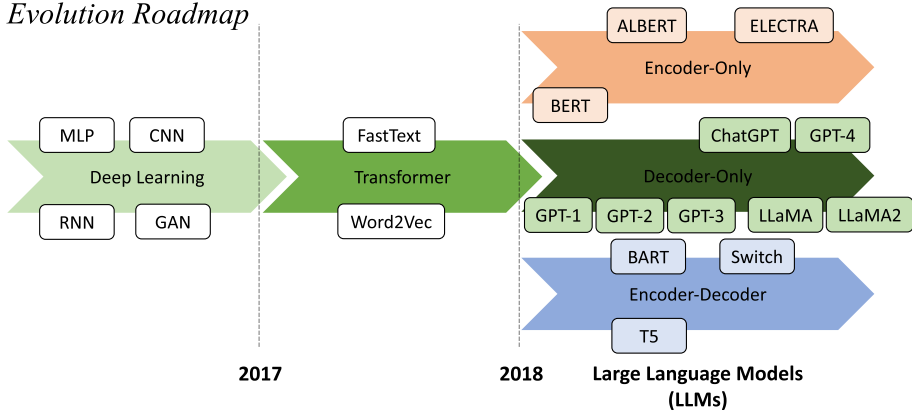 Evolution Roadmap
ALBERT
ELECTRA
Encoder-Only
BERT
MLP
CNN
Deep Learning
RNN
GAN
FastText
Transformer
Word2Vec
ChatGPT
GPT-4
Decoder-Only
GPT-1
GPT-2
GPT-3
LLaMA
LLaMA2
BART
Switch
Encoder-Decoder
T5
2017
2018
Large Language Models
(LLMs)